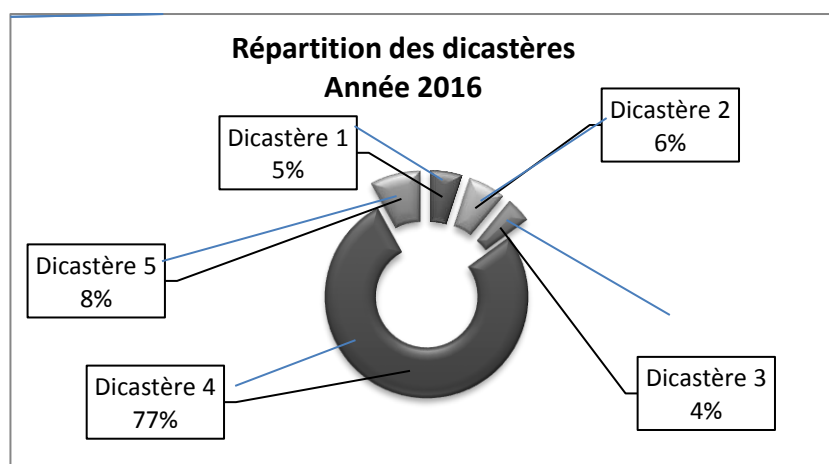 Répartition des dicastères
Année 2016
Dicastère 1
5%
Dicastère 2
6%
Dicastère 3
4%
Dicastère 4
77%
Dicastère 5
8%